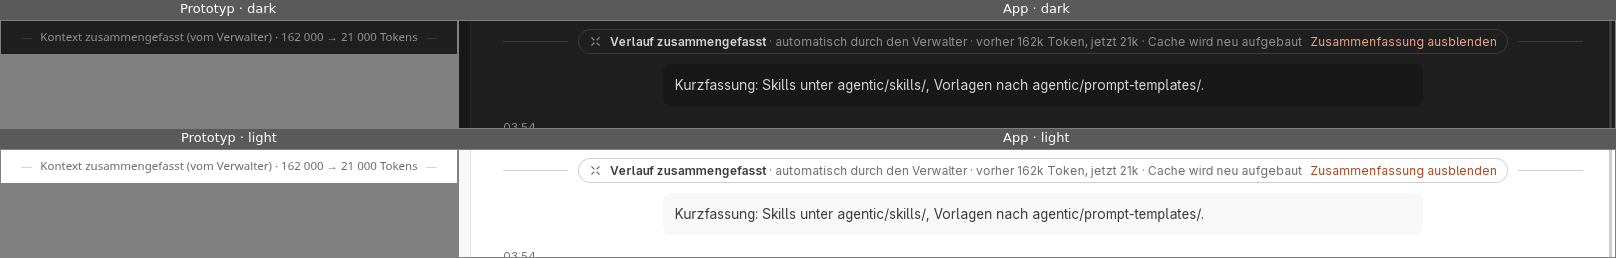 Prototyp · dark
App · dark
— Kontext zusammengefasst (vom Verwalter) · 162 000 → 21 000 Tokens —
Verlauf zusammengefasst · automatisch durch den Verwalter · vorher 162k Token, jetzt 21k · Cache wird neu aufgebaut Zusammenfassung ausblenden
Kurzfassung: Skills unter agentic/skills/, Vorlagen nach agentic/prompt-templates/.
03:54
Prototyp · light
App · light
— Kontext zusammengefasst (vom Verwalter) · 162 000 → 21 000 Tokens —
Verlauf zusammengefasst · automatisch durch den Verwalter · vorher 162k Token, jetzt 21k · Cache wird neu aufgebaut Zusammenfassung ausblenden
Kurzfassung: Skills unter agentic/skills/, Vorlagen nach agentic/prompt-templates/.
03:54